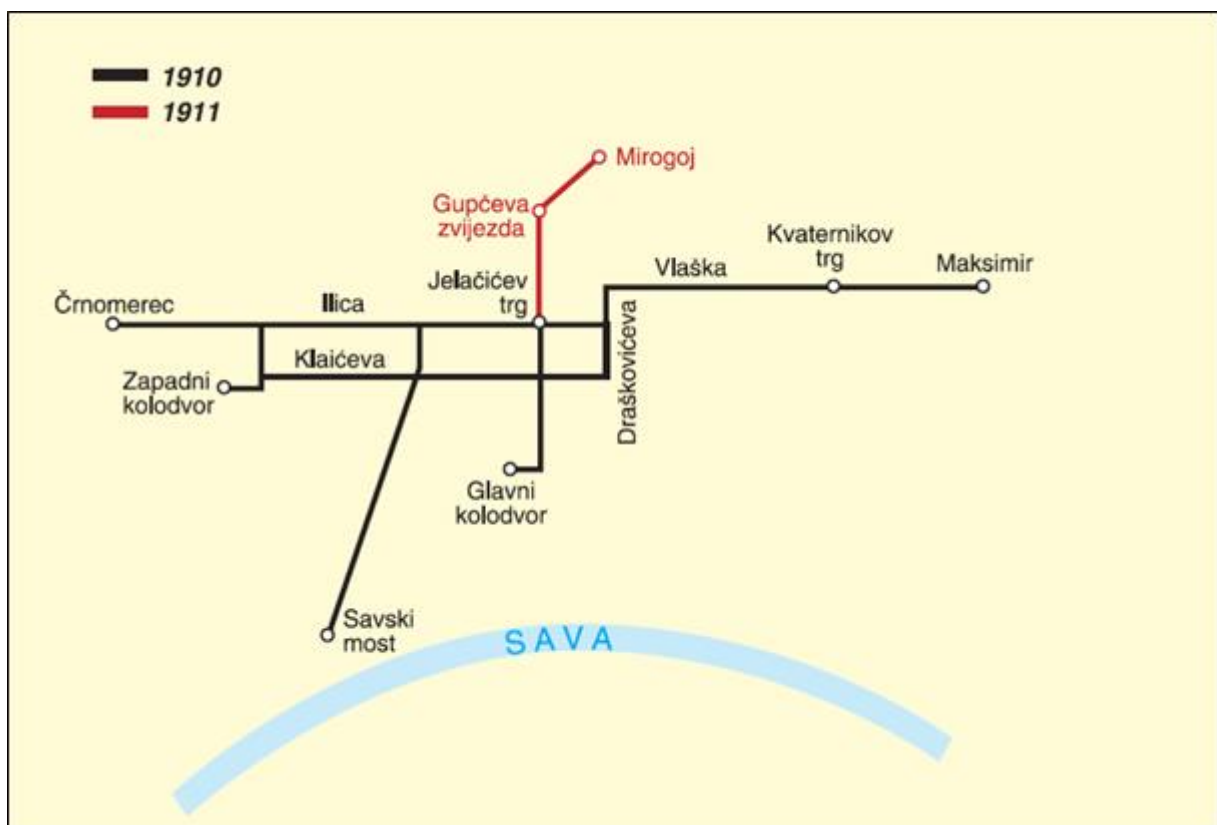 1910
1911
Mirogoj
Gupčeva
zvijezda
Kvaternikov
trg
Vlaška
Maksimir
Jelačićev
trg
Črnomerec
Ilica
Klaićeva
Draškovićeva
Zapadni
kolodvor
Glavni
kolodvor
Savski
most
SAVA